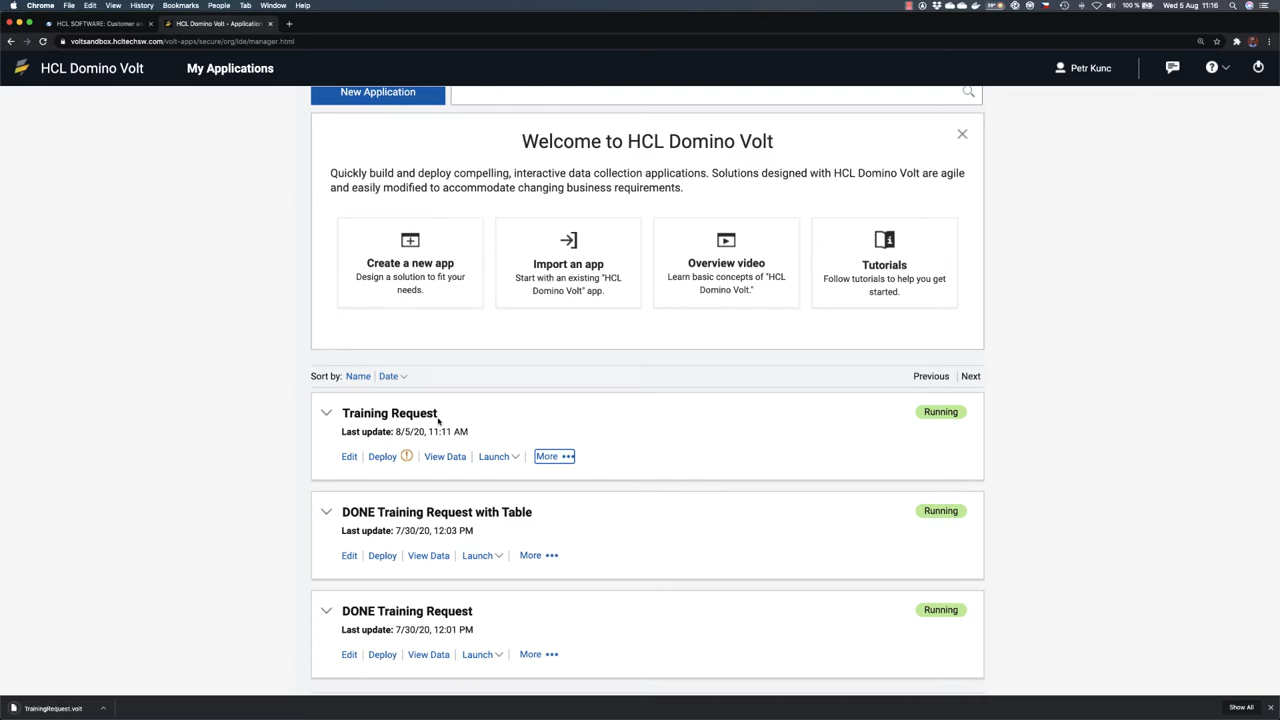 Chrome File Edit View History Bookmarks People Tab Window Help
100 % Wed 5 Aug 11:16
HCL SOFTWARE: Customer an
HCL Domino Volt - Application
voltsandbox.hcltechsw.com/volt-apps/secure/org/ide/manager.html
HCL Domino Volt My Applications Petr Kunc
New Application
Welcome to HCL Domino Volt
Quickly build and deploy compelling, interactive data collection applications. Solutions designed with HCL Domino Volt are agile
and easily modified to accommodate changing business requirements.
Create a new app
Design a solution to fit your
needs.
Import an app
Start with an existing "HCL
Domino Volt" app.
Overview video
Learn basic concepts of "HCL
Domino Volt."
Tutorials
Follow tutorials to help you get
started.
Sort by: Name | Date Previous | Next
Training Request Running
Last update: 8/5/20, 11:11 AM
Edit | Deploy | View Data | Launch | More •••
DONE Training Request with Table Running
Last update: 7/30/20, 12:03 PM
Edit | Deploy | View Data | Launch | More •••
DONE Training Request Running
Last update: 7/30/20, 12:01 PM
Edit | Deploy | View Data | Launch | More •••
TrainingRequest.volt Show All